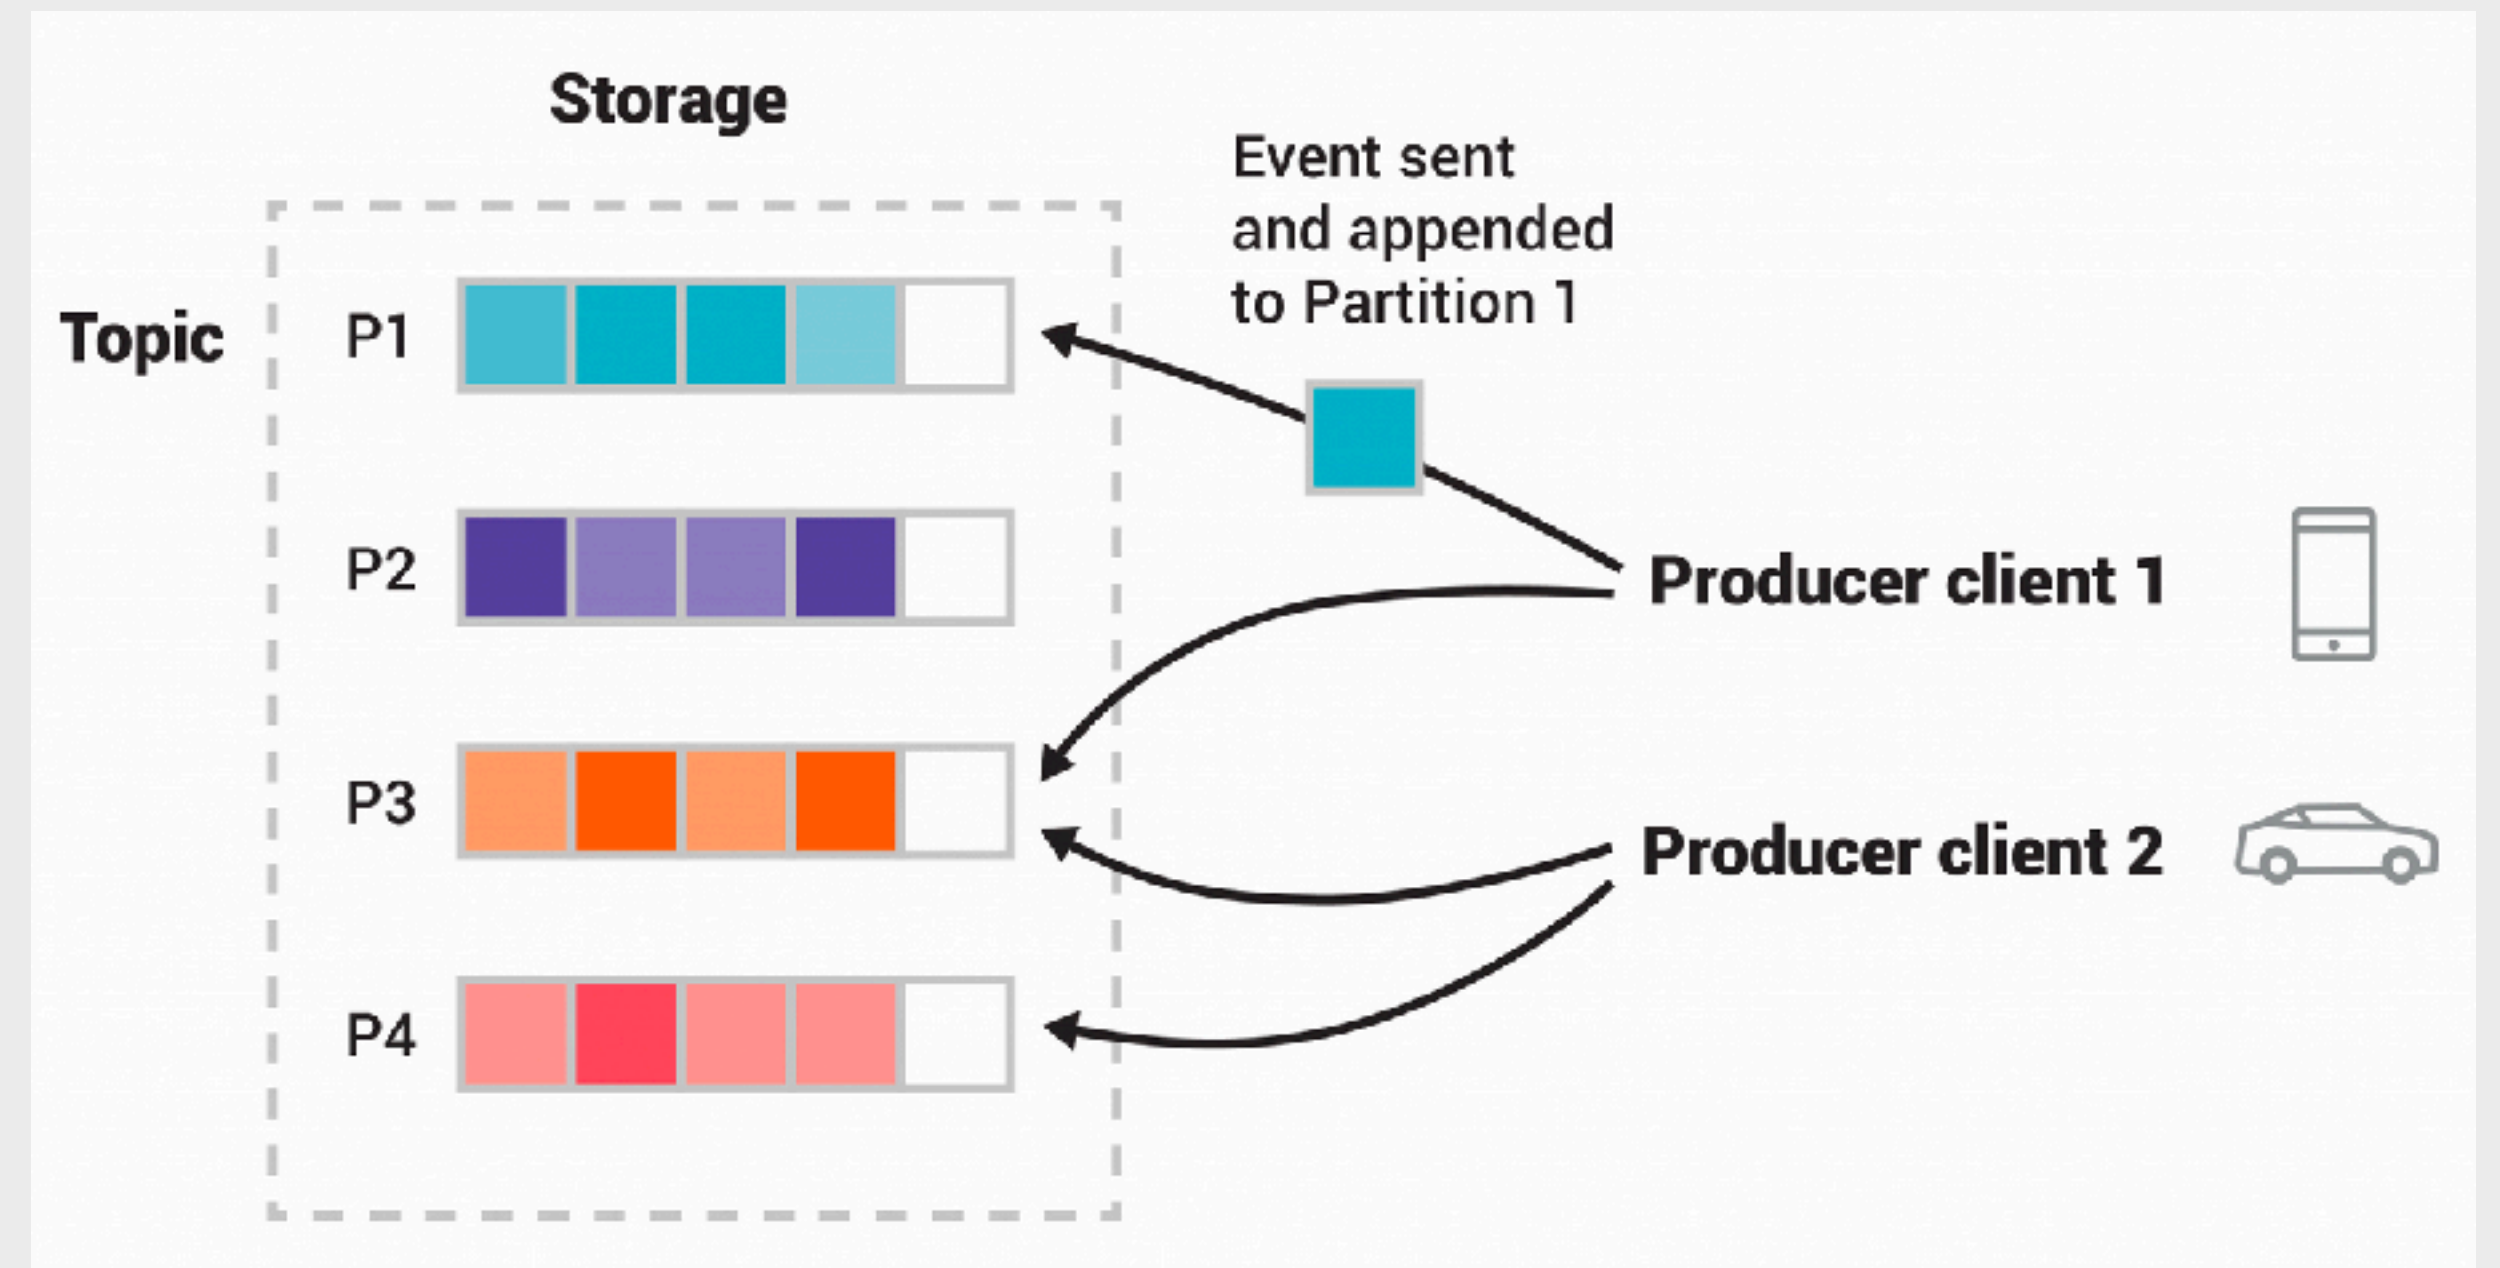 Storage
Event sent
and appended
to Partition 1
Topic
P1
P2
Producer client 1
P3
Producer client 2
P4